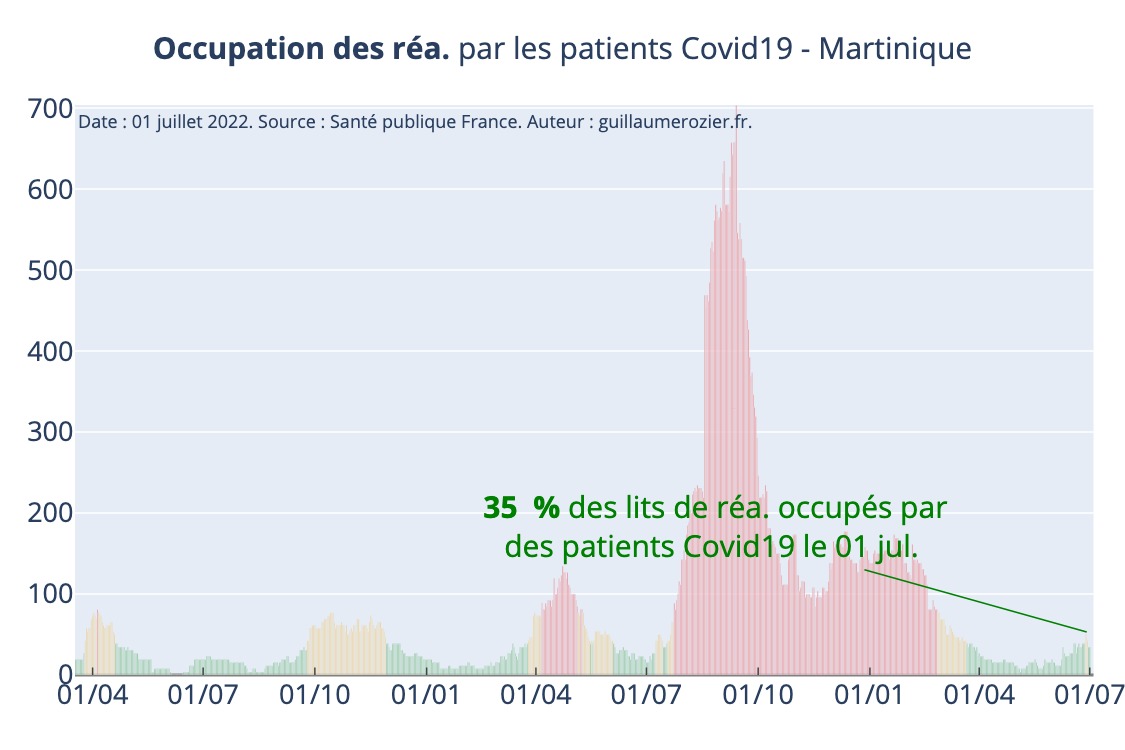 Occupation des réa. par les patients Covid19 - Martinique
700
Date : 01 juillet 2022. Source : Santé publique France. Auteur : guillaumerozier.fr.
600
500
400
300
200
35 % des lits de réa. occupés par
des patients Covid19 le 01 jul.
100
0
01/04 01/07 01/10 01/01 01/04 01/07 01/10 01/01 01/04 01/07